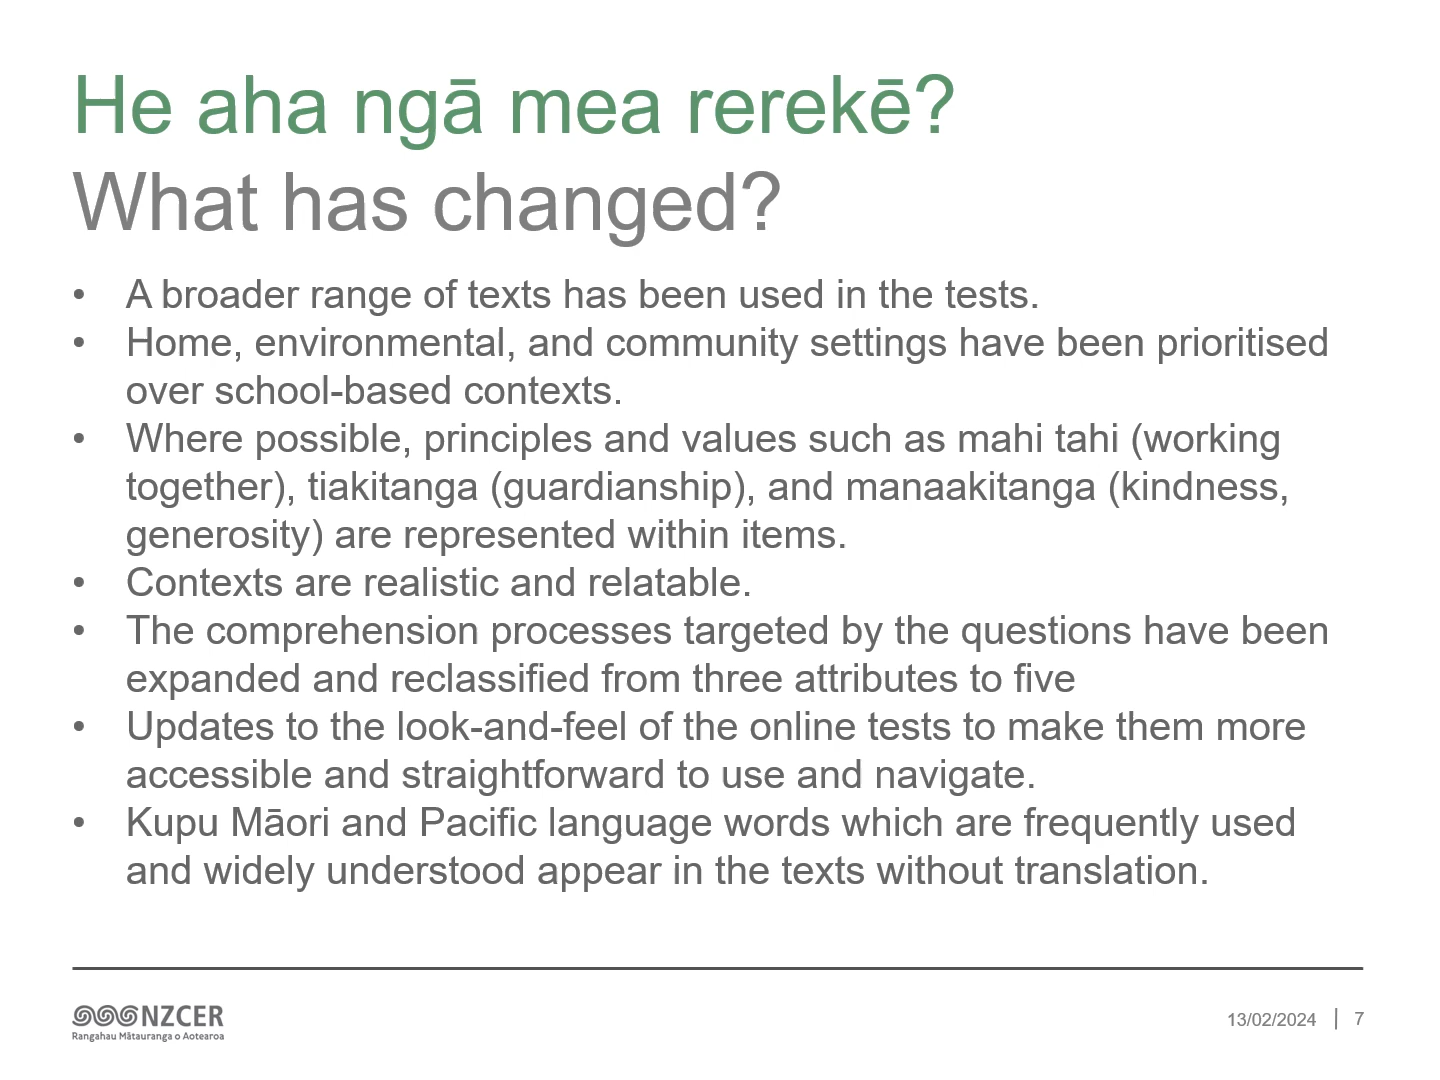 He aha ngā mea rerekē?
What has changed?
• A broader range of texts has been used in the tests.
• Home, environmental, and community settings have been prioritised
over school-based contexts.
• Where possible, principles and values such as mahi tahi (working
together), tiakitanga (guardianship), and manaakitanga (kindness,
generosity) are represented within items.
• Contexts are realistic and relatable.
• The comprehension processes targeted by the questions have been
expanded and reclassified from three attributes to five
• Updates to the look-and-feel of the online tests to make them more
accessible and straightforward to use and navigate.
• Kupu Māori and Pacific language words which are frequently used
and widely understood appear in the texts without translation.
NZCER
Rangahau Mātauranga o Aotearoa
13/02/2024 | 7